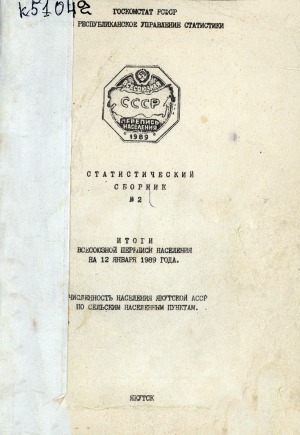 к51042
ГОСКОМСТАТ РСФСР
РЕСПУБЛИКАНСКОЕ УПРАВЛЕНИЕ СТАТИСТИКИ
СССР
ПЕРЕПИСЬ
НАСЕЛЕНИЯ
1989
СТАТИСТИЧЕСКИЙ
СБОРНИК
№ 2
ИТОГИ
ВСЕСОЮЗНОЙ ПЕРЕПИСИ НАСЕЛЕНИЯ
НА 12 ЯНВАРЯ 1989 ГОДА.
ЧИСЛЕННОСТЬ НАСЕЛЕНИЯ ЯКУТСКОЙ АССР
ПО СЕЛЬСКИМ НАСЕЛЕННЫМ ПУНКТАМ.
ЯКУТСК